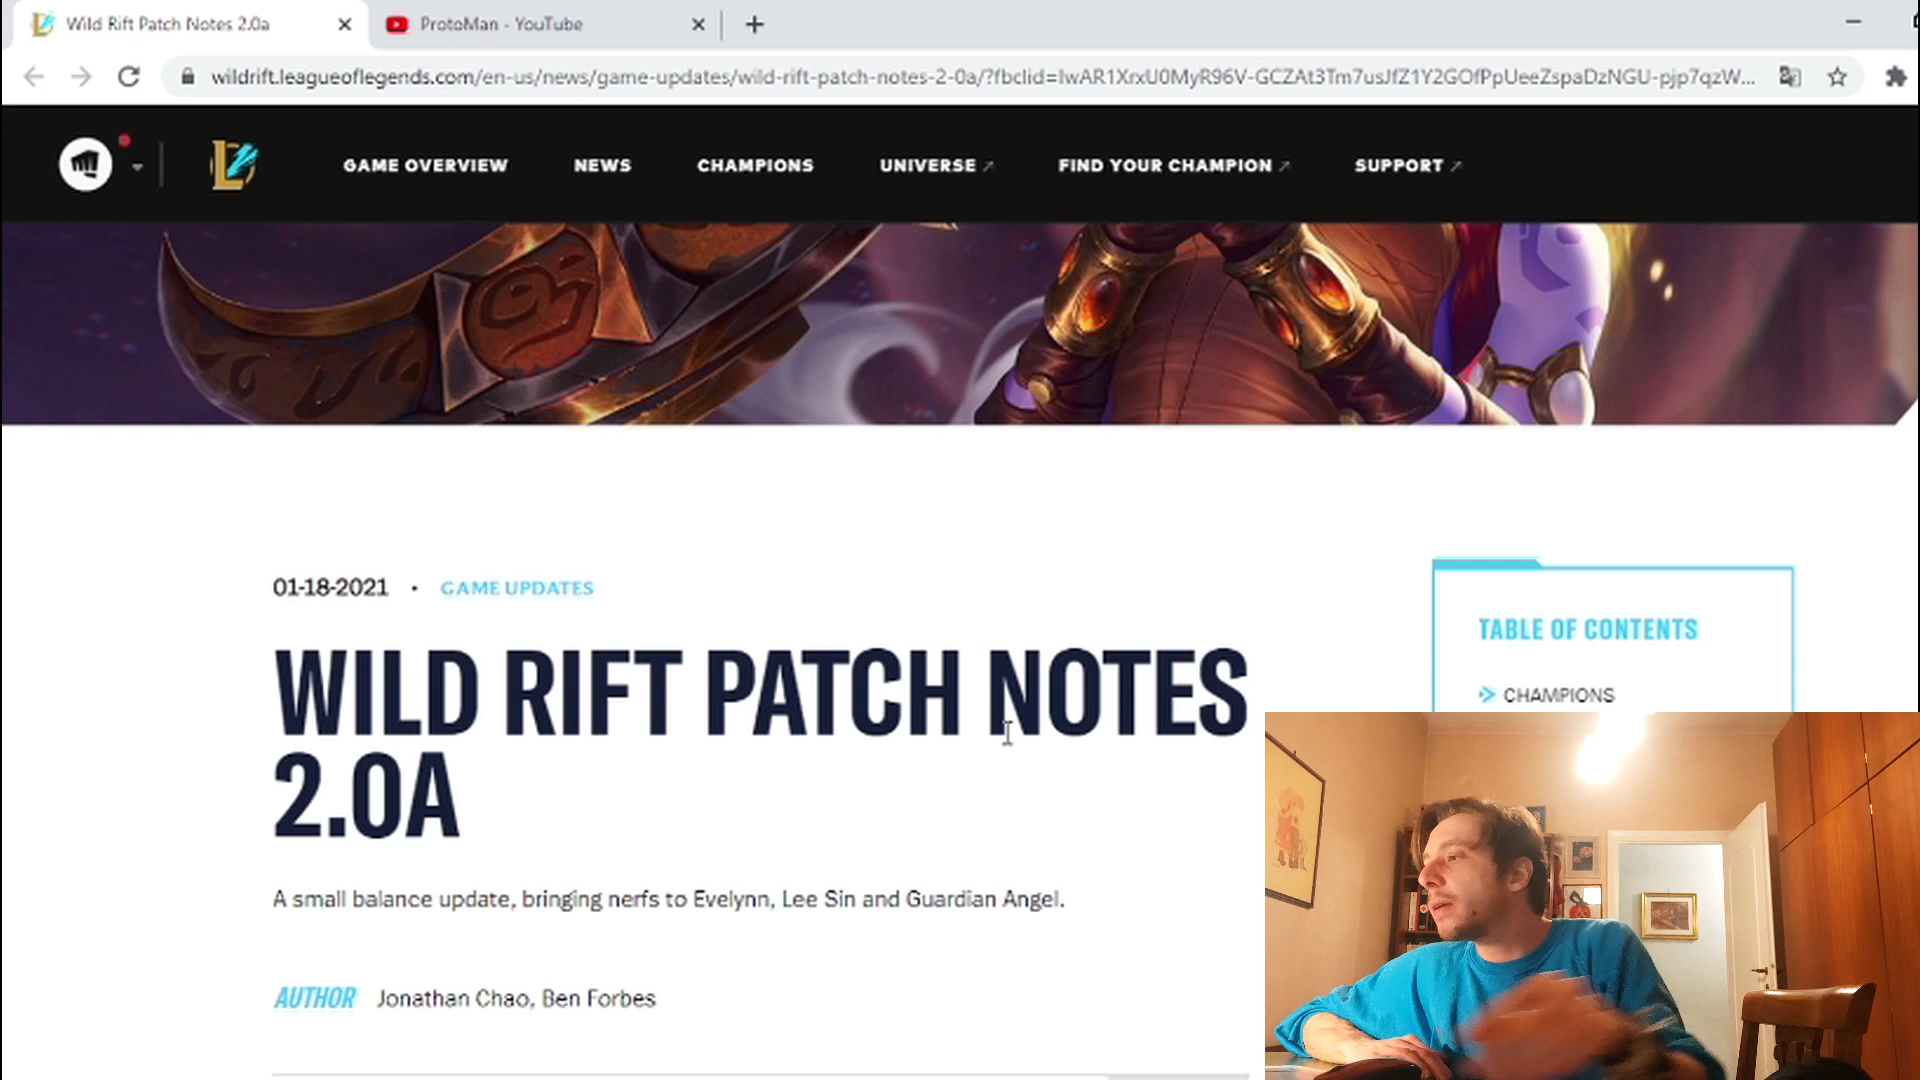 Wild Rift Patch Notes 2.0a
ProtoMan - YouTube
wildrift.leagueoflegends.com/en-us/news/game-updates/wild-rift-patch-notes-2-0a/?fbclid=IwAR1XrxU0MyR96V-GCZAt3Tm7usJfZ1Y2GOfPpUeeZspaDzNGU-pjp7qzW...
GAME OVERVIEW
NEWS
CHAMPIONS
UNIVERSE
FIND YOUR CHAMPION
SUPPORT
01-18-2021 • GAME UPDATES
WILD RIFT PATCH NOTES
2.0A
A small balance update, bringing nerfs to Evelynn, Lee Sin and Guardian Angel.
AUTHOR Jonathan Chao, Ben Forbes
TABLE OF CONTENTS
CHAMPIONS